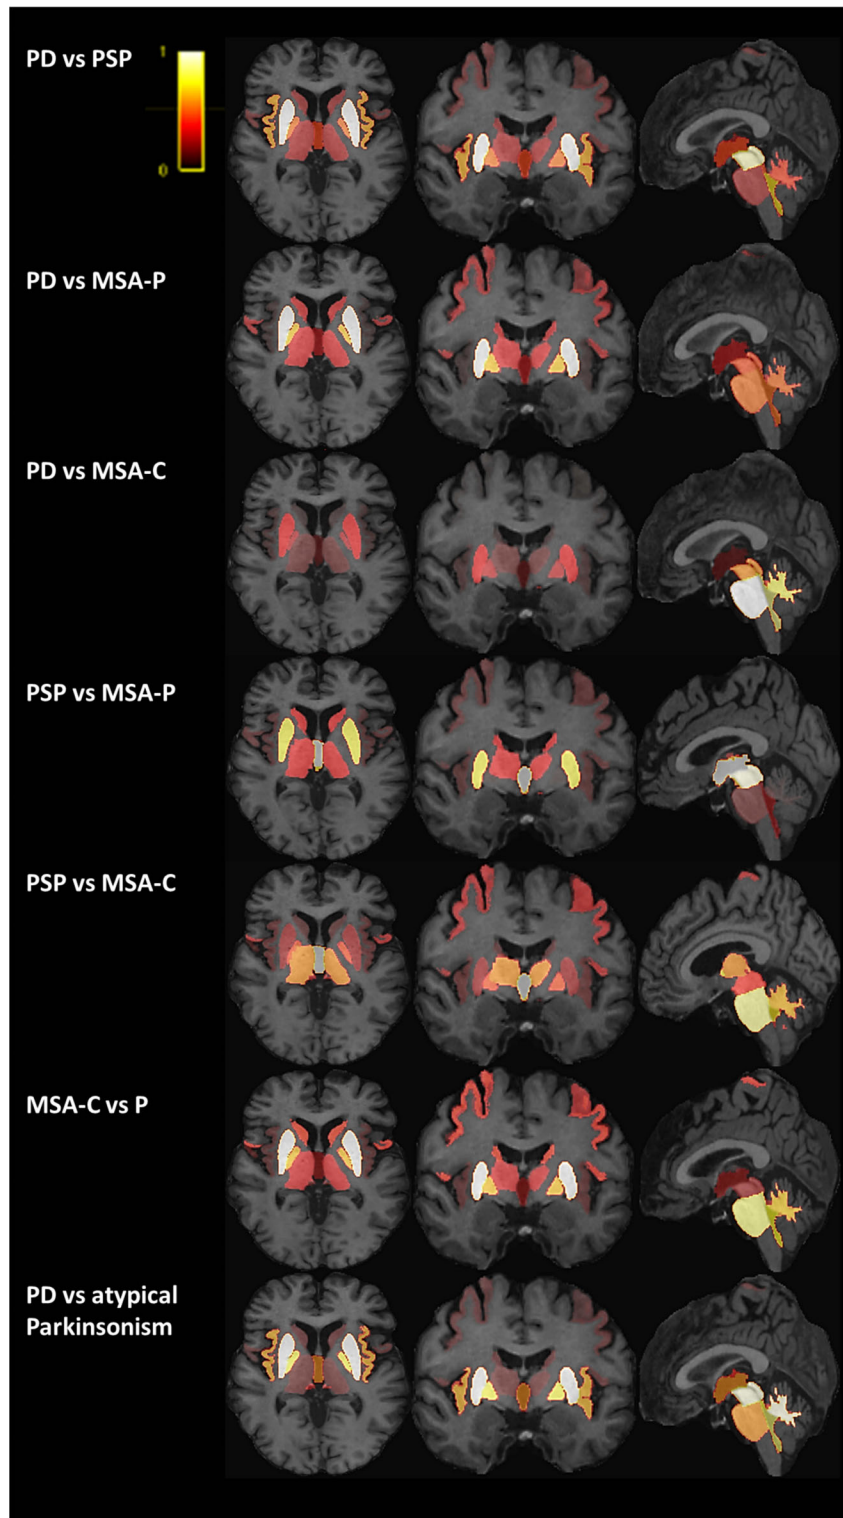 PD vs PSP
1
0
PD vs MSA-P
PD vs MSA-C
PSP vs MSA-P
PSP vs MSA-C
MSA-C vs P
PD vs atypical
Parkinsonism